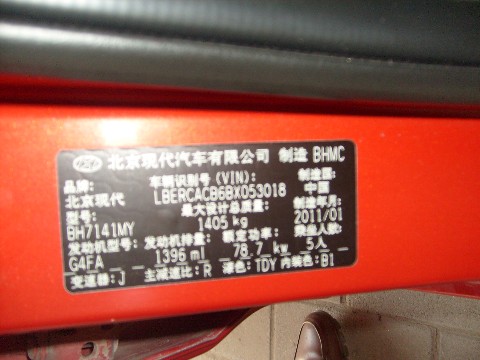 北京现代汽车有限公司 制造 BHMC
品牌: 车辆识别号(VIN): 制造国:
北京现代 LBERCACB6BX053018 中国
型号: 最大设计总质量: 制造年月:
BH7141MY 1405 kg 2011/01
发动机型号: 发动机排量: 额定功率: 乘坐人数:
G4FA 1396 ml 78.7 kw 5人
变速器: J 主减速比: R 漆色: TDY 内装色: B1